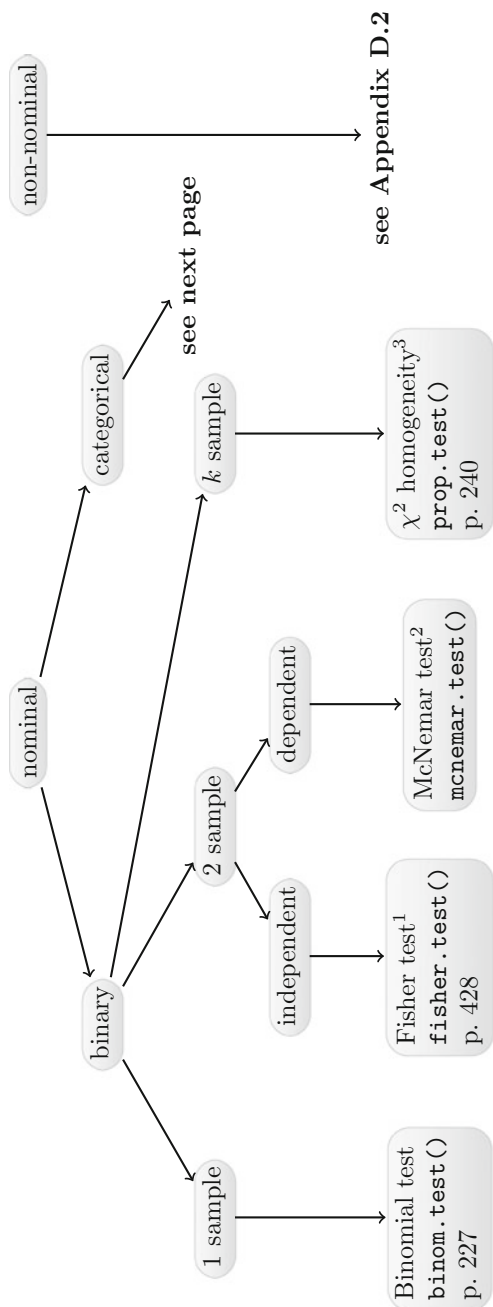 nominal
non-nominal
binary
categorical
see next page
1 sample
2 sample
k sample
independent
dependent
see Appendix D.2
Binomial test
binom.test()
p. 227
Fisher test¹
fisher.test()
p. 428
McNemar test²
mcnemar.test()
χ² homogeneity³
prop.test()
p. 240